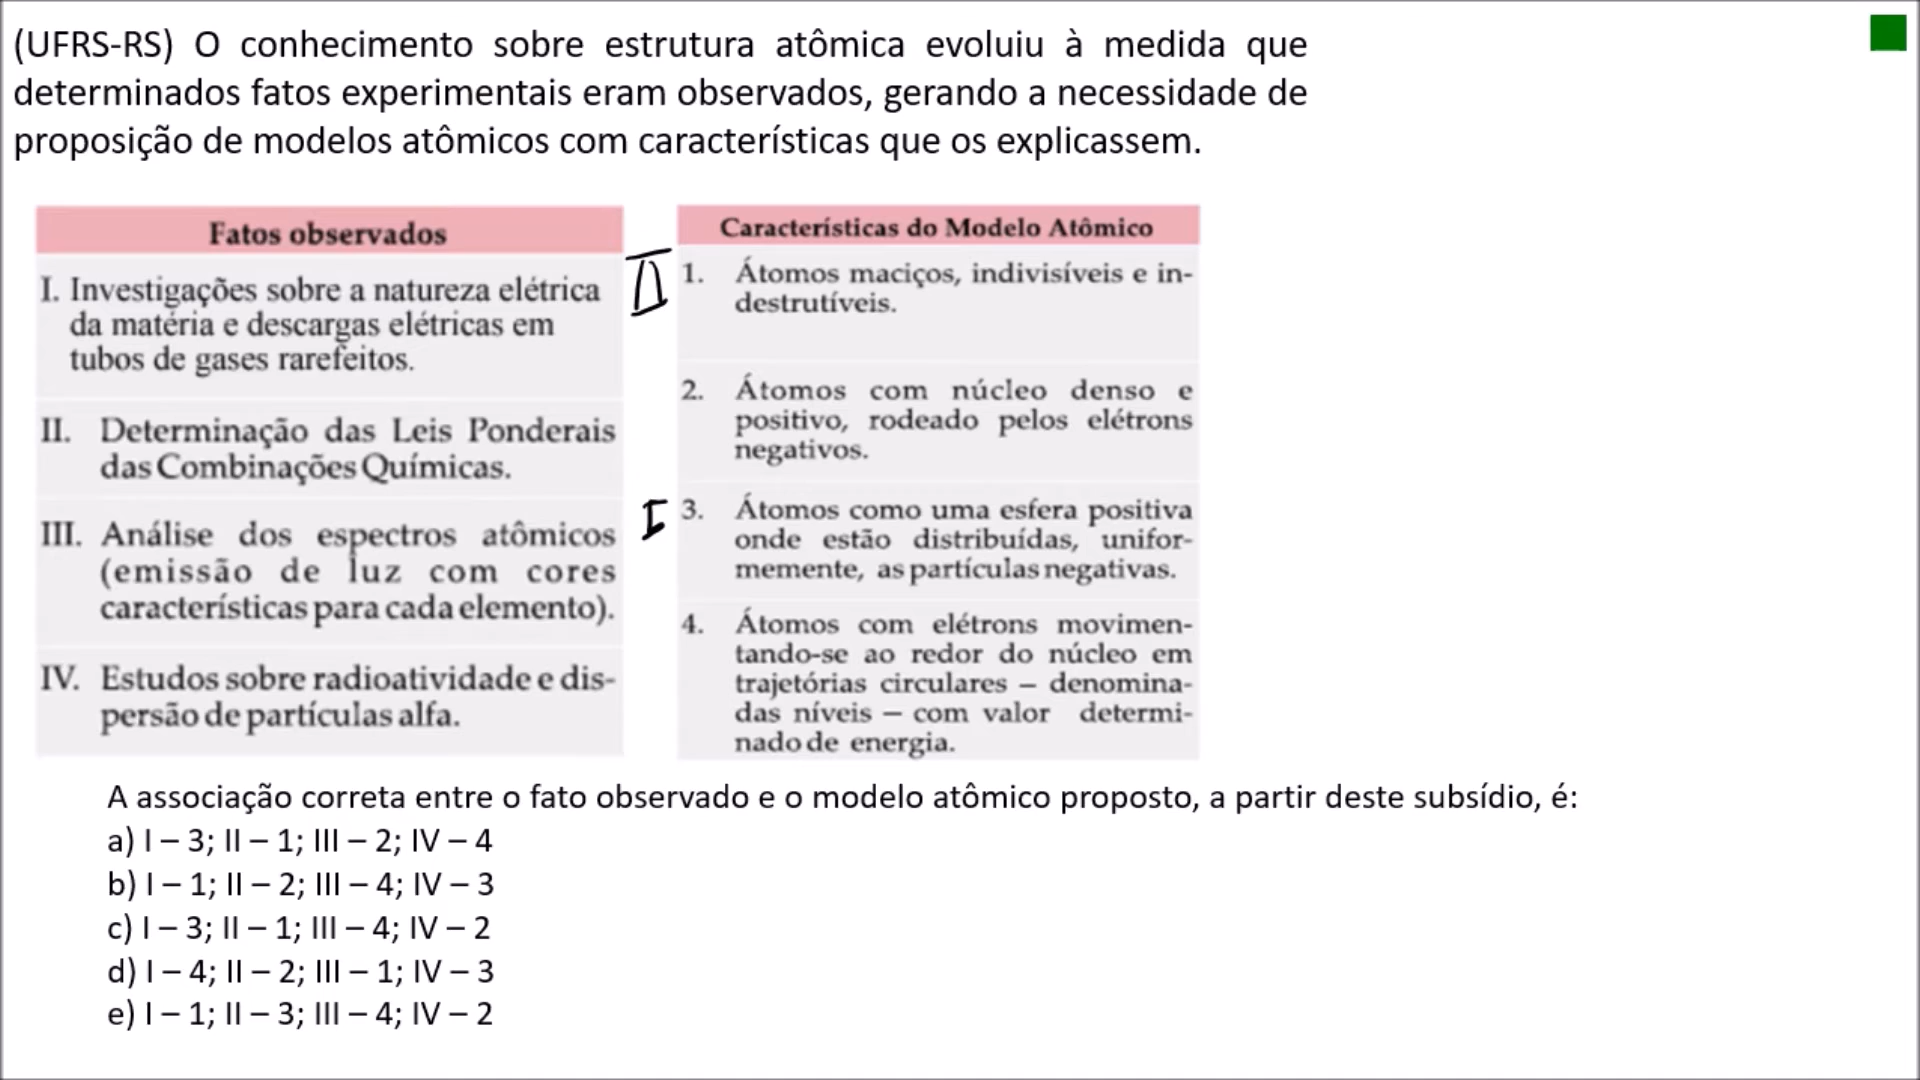 (UFRS-RS) O conhecimento sobre estrutura atômica evoluiu à medida que
determinados fatos experimentais eram observados, gerando a necessidade de
proposição de modelos atômicos com características que os explicassem.
Fatos observados
I. Investigações sobre a natureza elétrica
da matéria e descargas elétricas em
tubos de gases rarefeitos.
II. Determinação das Leis Ponderais
das Combinações Químicas.
III. Análise dos espectros atômicos
(emissão de luz com cores
características para cada elemento).
IV. Estudos sobre radioatividade e dis-
persão de partículas alfa.
Características do Modelo Atômico
II
1. Átomos maciços, indivisíveis e in-
destrutíveis.
2. Átomos com núcleo denso e
positivo, rodeado pelos elétrons
negativos.
I
3. Átomos como uma esfera positiva
onde estão distribuídas, unifor-
memente, as partículas negativas.
4. Átomos com elétrons movimen-
tando-se ao redor do núcleo em
trajetórias circulares – denomina-
das níveis – com valor determi-
nado de energia.
A associação correta entre o fato observado e o modelo atômico proposto, a partir deste subsídio, é:
a) I – 3; II – 1; III – 2; IV – 4
b) I – 1; II – 2; III – 4; IV – 3
c) I – 3; II – 1; III – 4; IV – 2
d) I – 4; II – 2; III – 1; IV – 3
e) I – 1; II – 3; III – 4; IV – 2